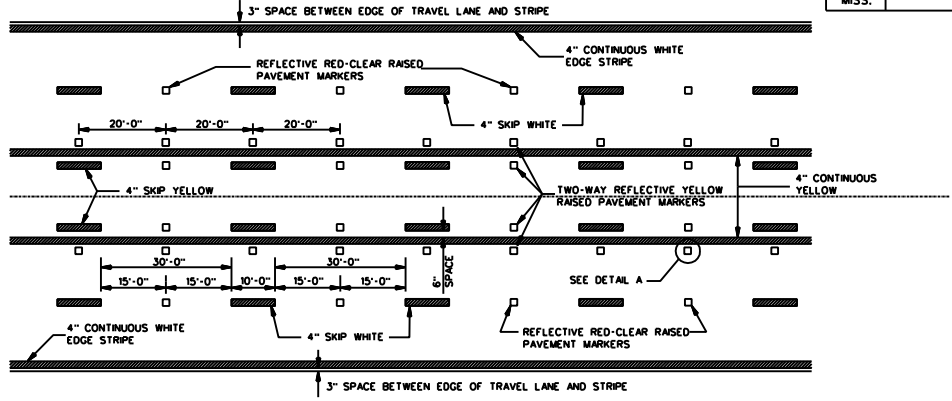 3" SPACE BETWEEN EDGE OF TRAVEL LANE AND STRIPE
MISS.
4" CONTINUOUS WHITE
EDGE STRIPE
REFLECTIVE RED-CLEAR RAISED
PAVEMENT MARKERS
20'-0"
20'-0"
20'-0"
4" SKIP WHITE
4" SKIP YELLOW
TWO-WAY REFLECTIVE YELLOW
RAISED PAVEMENT MARKERS
4" CONTINUOUS
YELLOW
30'-0"
30'-0"
6"
SPACE
15'-0"
15'-0"
10'-0"
15'-0"
15'-0"
SEE DETAIL A
4" CONTINUOUS WHITE
EDGE STRIPE
4" SKIP WHITE
REFLECTIVE RED-CLEAR RAISED
PAVEMENT MARKERS
3" SPACE BETWEEN EDGE OF TRAVEL LANE AND STRIPE